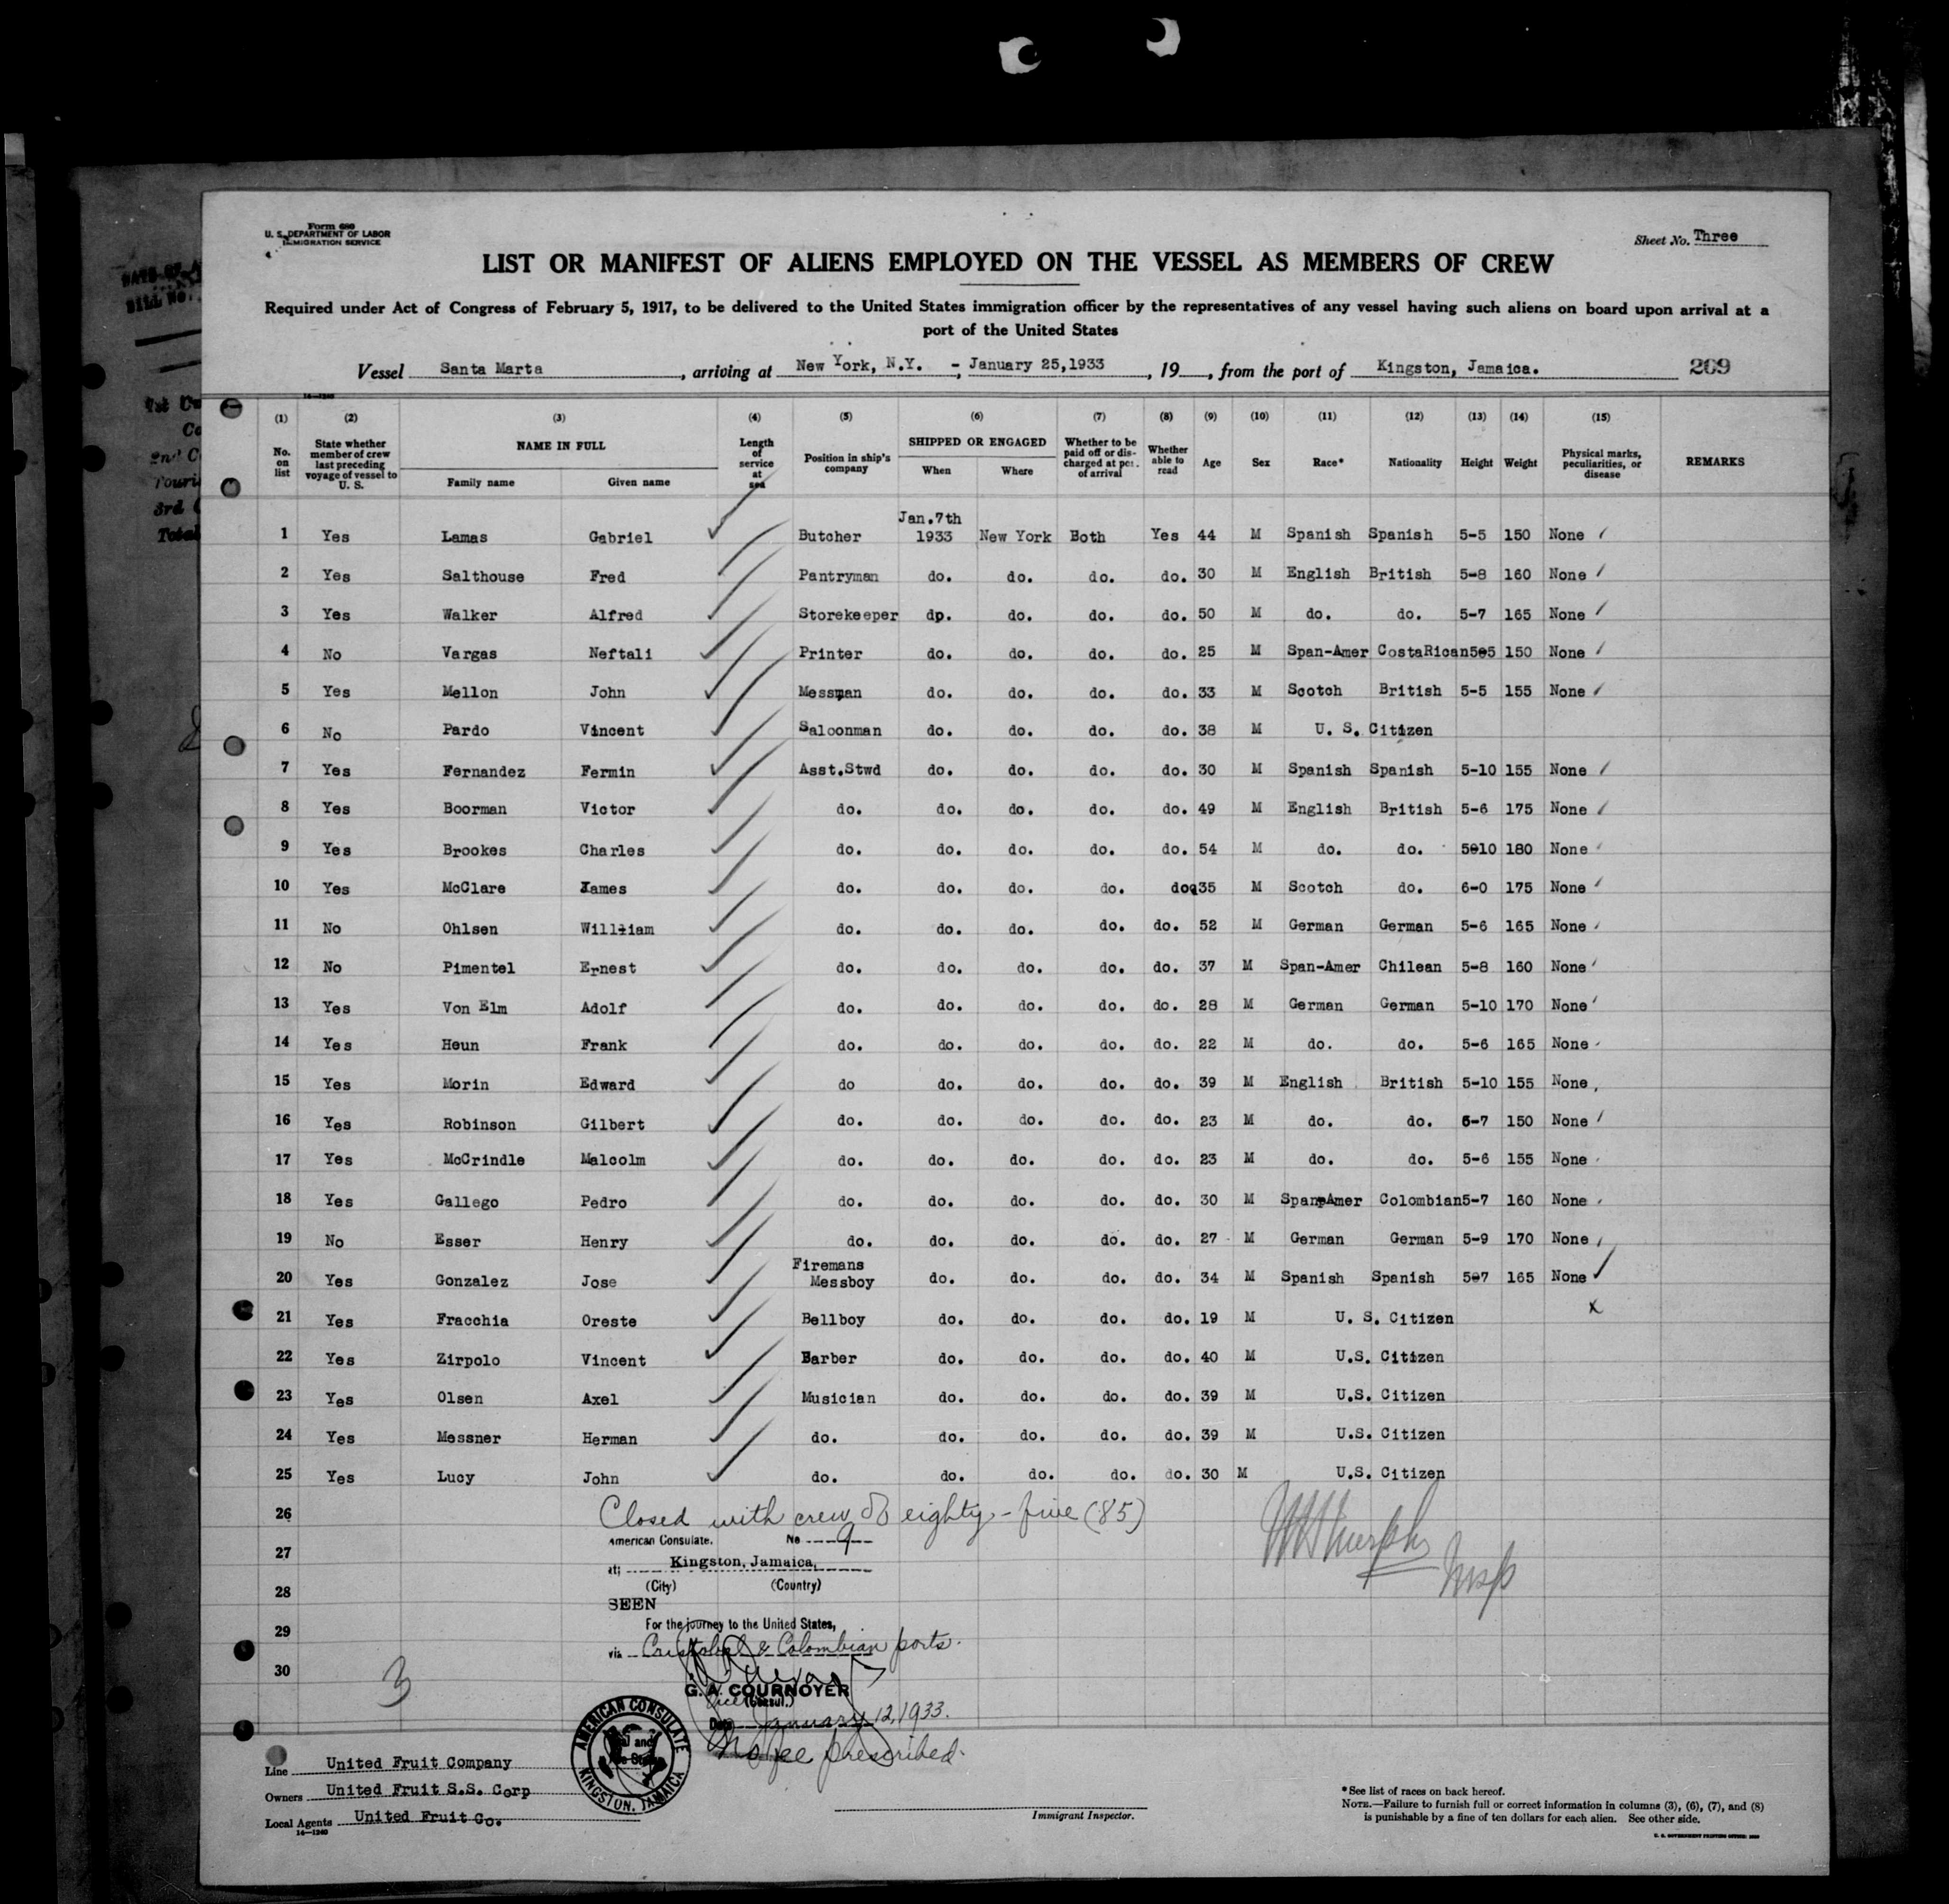 Form 680
U. S. DEPARTMENT OF LABOR
IMMIGRATION SERVICE
Sheet No. Three
LIST OR MANIFEST OF ALIENS EMPLOYED ON THE VESSEL AS MEMBERS OF CREW
Required under Act of Congress of February 5, 1917, to be delivered to the United States immigration officer by the representatives of any vessel having such aliens on board upon arrival at a
port of the United States
Vessel Santa Marta, arriving at New York, N.Y. - January 25,1933, 19, from the port of Kingston, Jamaica. 269
(1) (2) (3) (4) (5) (6) (7) (8) (9) (10) (11) (12) (13) (14) (15)
No. on list State whether member of crew last preceding voyage of vessel to U. S. NAME IN FULL Family name Given name Length of service at sea Position in ship's company SHIPPED OR ENGAGED When Where Whether to be paid off or discharged at port of arrival Whether able to read Age Sex Race* Nationality Height Weight Physical marks, peculiarities, or disease REMARKS
1 Yes Lamas Gabriel Butcher Jan.7th 1933 New York Both Yes 44 M Spanish Spanish 5-5 150 None
2 Yes Salthouse Fred Pantryman do. do. do. do. 30 M English British 5-8 160 None
3 Yes Walker Alfred Storekeeper dp. do. do. do. 50 M do. do. 5-7 165 None
4 No Vargas Neftali Printer do. do. do. do. 25 M Span-Amer CostaRican 5-5 150 None
5 Yes Mellon John Messman do. do. do. do. 33 M Scotch British 5-5 155 None
6 No Pardo Vincent Saloonman do. do. do. do. 38 M U. S. Citizen
7 Yes Fernandez Fermin Asst.Stwd do. do. do. do. 30 M Spanish Spanish 5-10 155 None
8 Yes Boorman Victor do. do. do. do. do. 49 M English British 5-6 175 None
9 Yes Brookes Charles do. do. do. do. do. 54 M do. do. 5-10 180 None
10 Yes McClare James do. do. do. do. do. 35 M Scotch do. 6-0 175 None
11 No Ohlsen William do. do. do. do. do. 52 M German German 5-6 165 None
12 No Pimentel Ernest do. do. do. do. do. 37 M Span-Amer Chilean 5-8 160 None
13 Yes Von Elm Adolf do. do. do. do. do. 28 M German German 5-10 170 None
14 Yes Heun Frank do. do. do. do. do. 22 M do. do. 5-6 165 None
15 Yes Morin Edward do do. do. do. do. 39 M English British 5-10 155 None
16 Yes Robinson Gilbert do. do. do. do. do. 23 M do. do. 5-7 150 None
17 Yes McCrindle Malcolm do. do. do. do. do. 23 M do. do. 5-6 155 None
18 Yes Gallego Pedro do. do. do. do. do. 30 M Span-Amer Colombian 5-7 160 None
19 No Esser Henry do. do. do. do. do. 27 M German German 5-9 170 None
20 Yes Gonzalez Jose Firemans Messboy do. do. do. do. 34 M Spanish Spanish 5-7 165 None
21 Yes Fracchia Oreste Bellboy do. do. do. do. 19 M U. S. Citizen x
22 Yes Zirpolo Vincent Barber do. do. do. do. 40 M U.S. Citizen
23 Yes Olsen Axel Musician do. do. do. do. 39 M U.S. Citizen
24 Yes Messner Herman do. do. do. do. do. 39 M U.S. Citizen
25 Yes Lucy John do. do. do. do. do. 30 M U.S. Citizen
26 Closed with crew of eighty-five (85)
American Consulate. No 9
27
at; Kingston, Jamaica,
28 (City) (Country)
SEEN
29 For the journey to the United States,
via Cristobal & Colombian ports.
30
3
G. A. COURNOYER
Vice (Consul.)
Date January 12, 1933.
No fee prescribed.
AMERICAN CONSULATE
KINGSTON, JAMAICA
Line United Fruit Company
Owners United Fruit S.S. Corp
Local Agents United Fruit Co.
14—1240
Immigrant Inspector.
*See list of races on back hereof.
NOTE.—Failure to furnish full or correct information in columns (3), (6), (7), and (8)
is punishable by a fine of ten dollars for each alien. See other side.